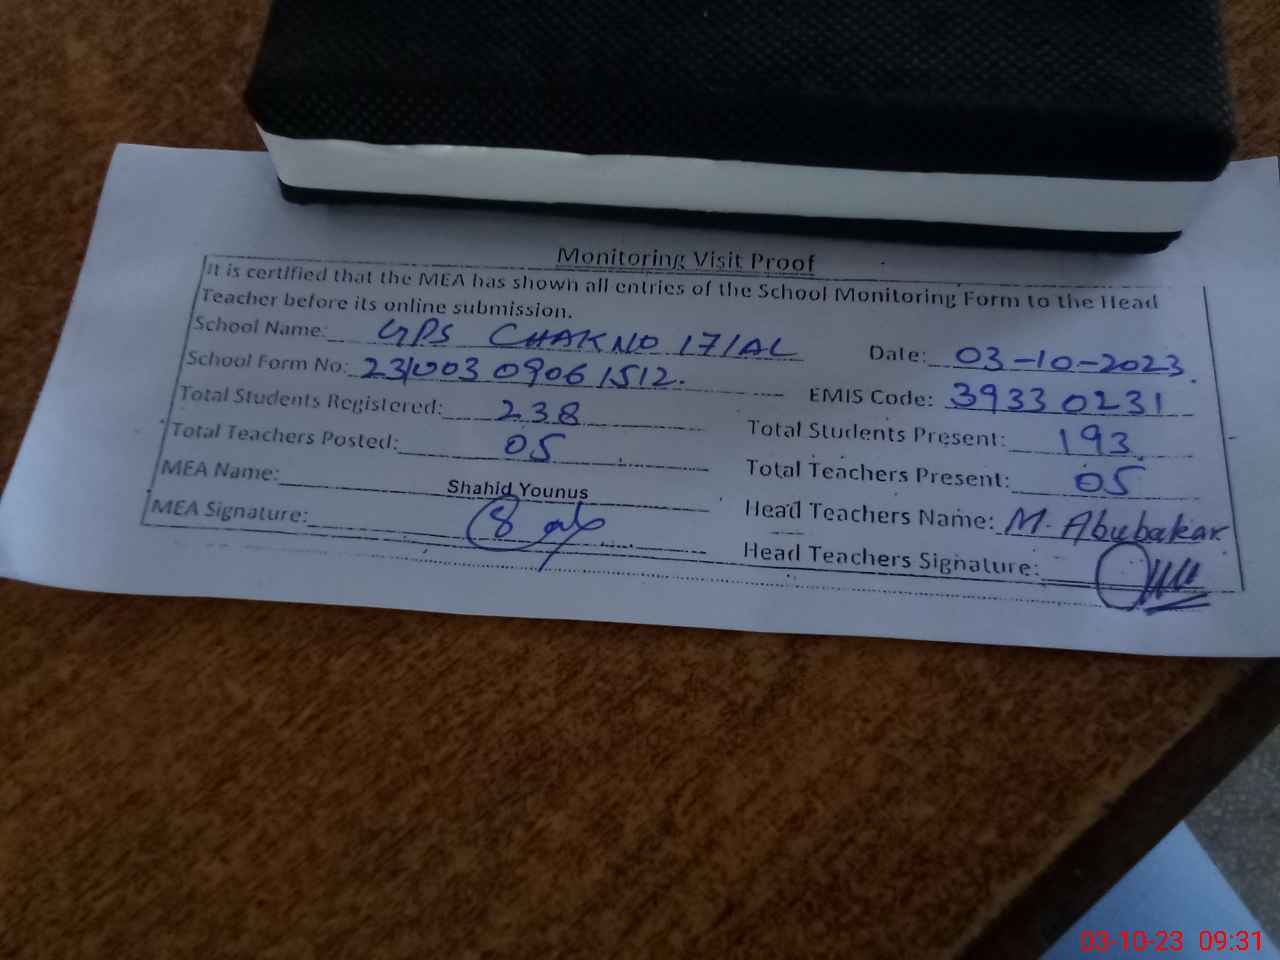 Monitoring Visit Proof
It is certified that the MEA has shown all entries of the School Monitoring Form to the Head
Teacher before its online submission.
School Name: GPS CHAK NO 17/AL Date: 03-10-2023
School Form No: 231003 09061512. EMIS Code: 39330231
Total Students Registered: 238 Total Students Present: 193
Total Teachers Posted: 05 Total Teachers Present: 05
MEA Name: Shahid Younus Head Teachers Name: M. Abubakar
MEA Signature: Head Teachers Signature:
03-10-23 09:31